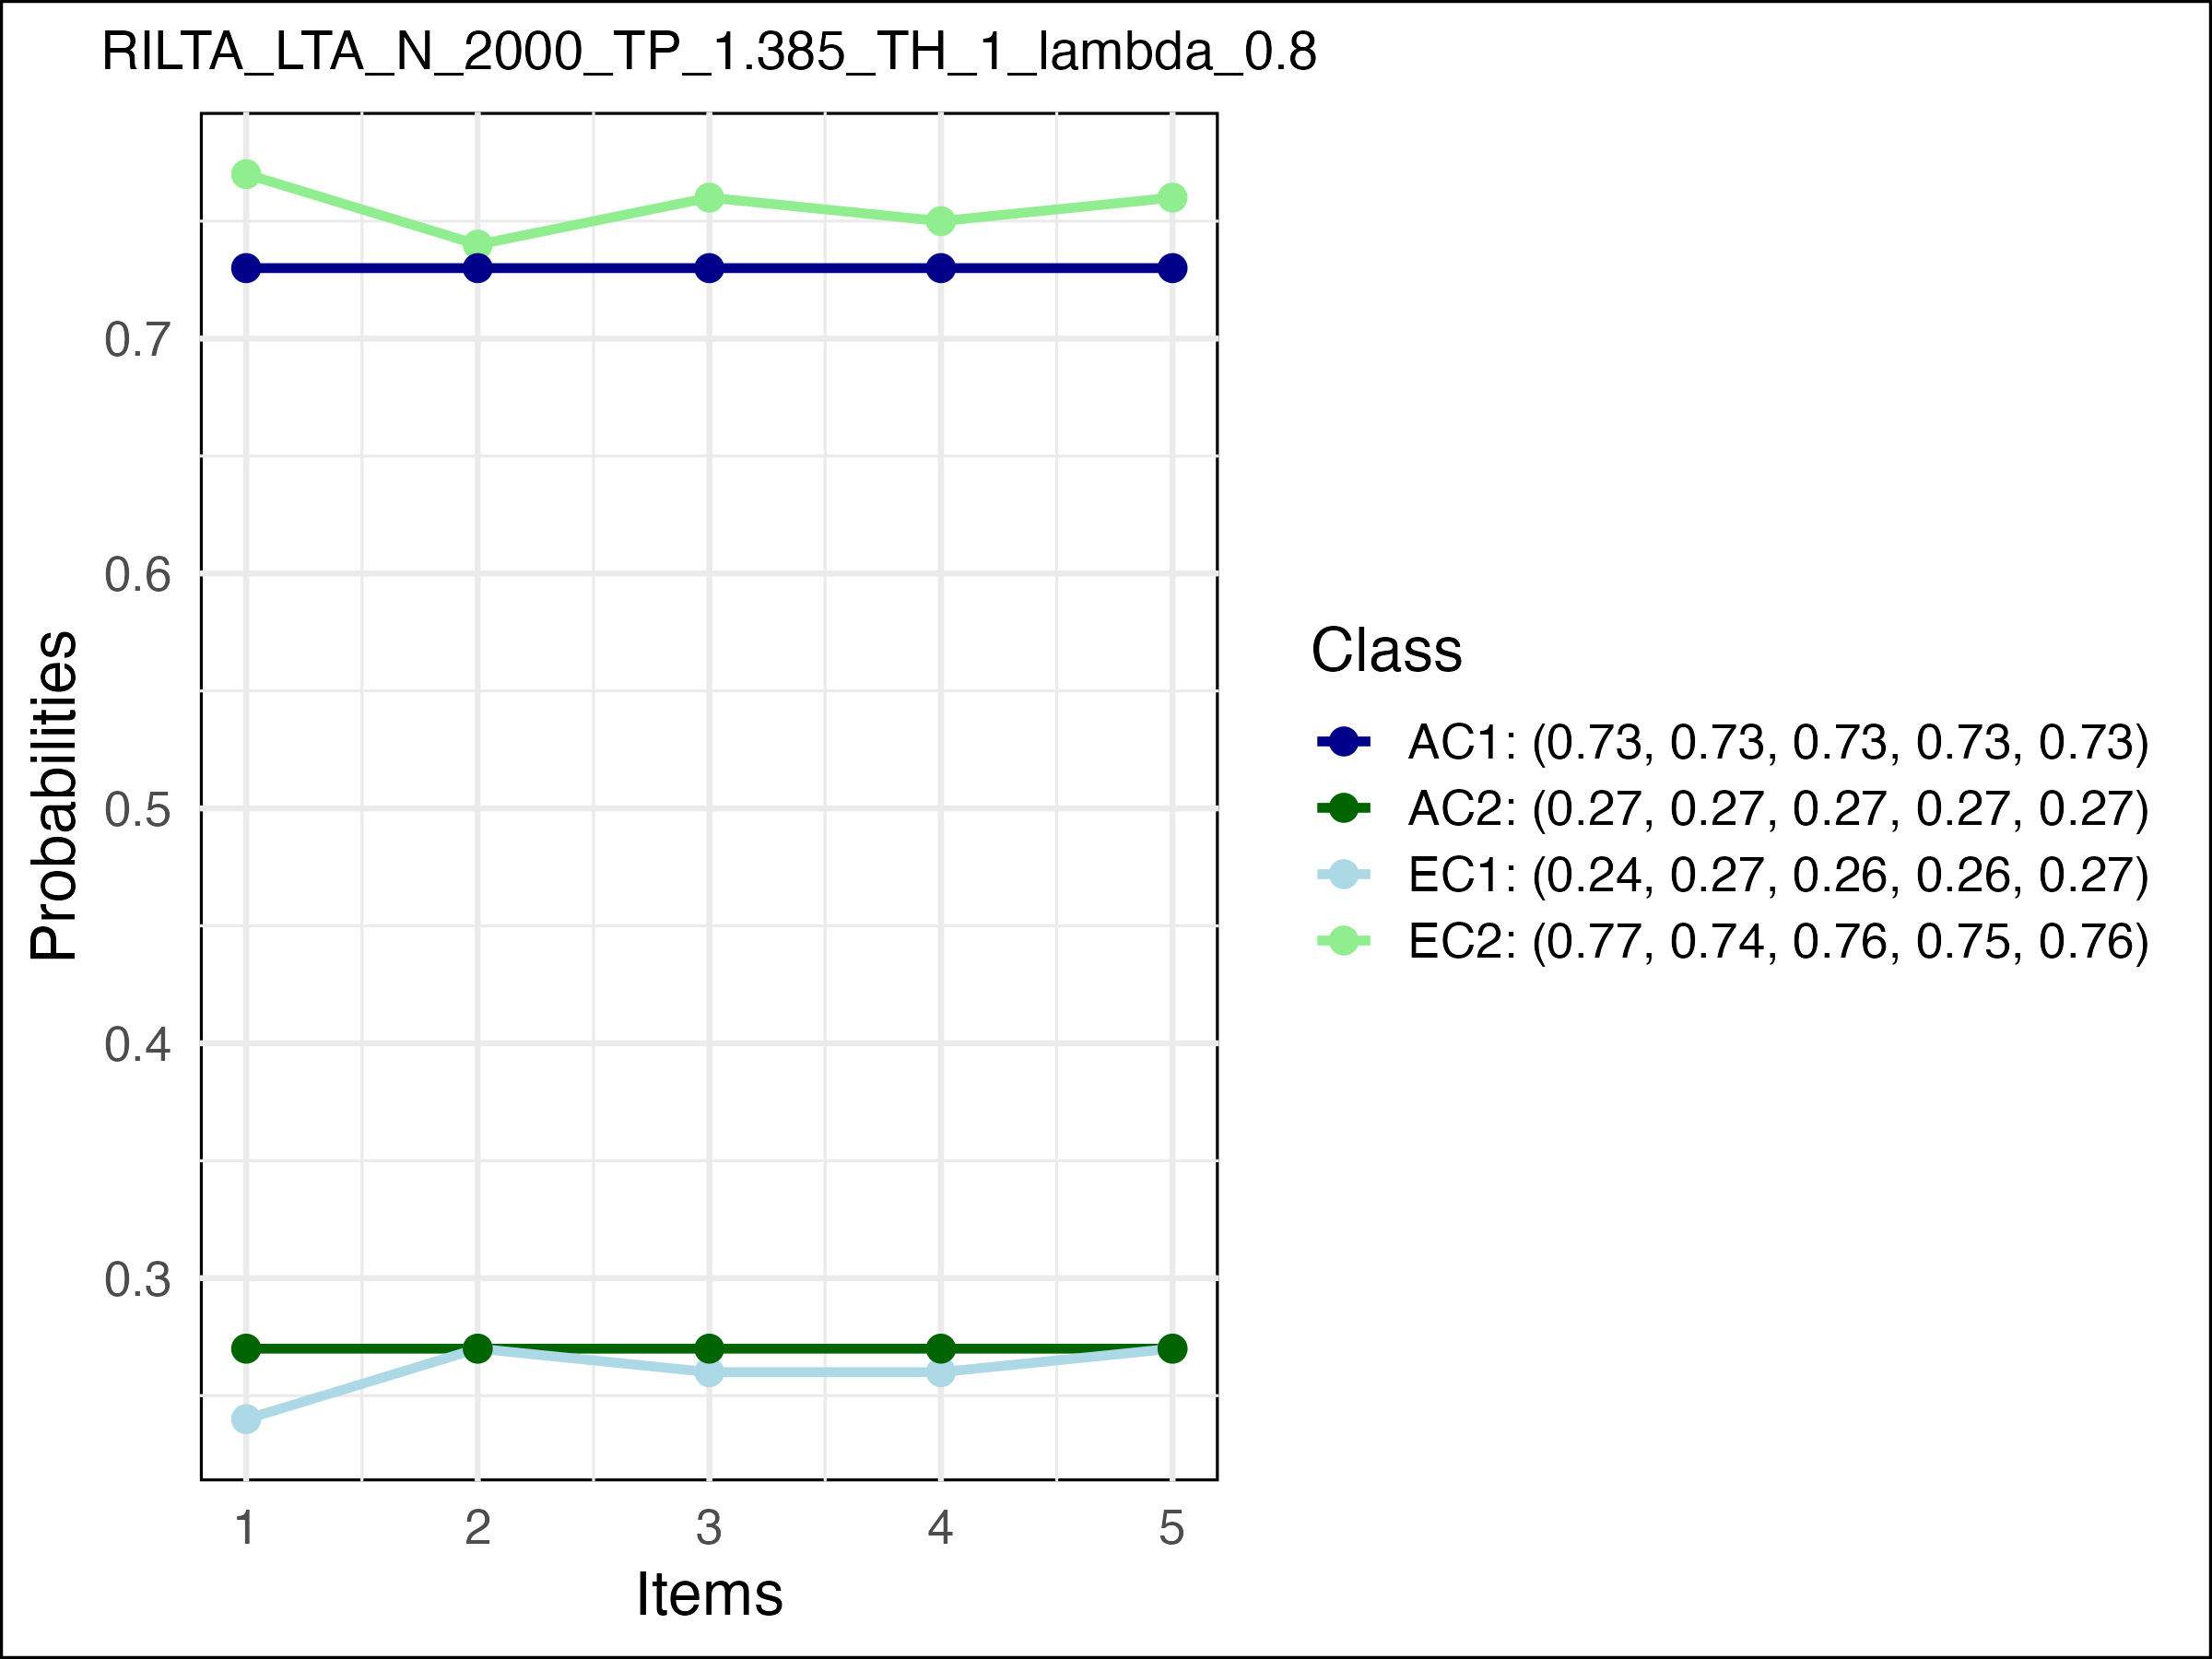 RILTA_LTA_N_2000_TP_1.385_TH_1_lambda_0.8
Probabilities
0.7
0.6
0.5
0.4
0.3
1 2 3 4 5
Items
Class
AC1: (0.73, 0.73, 0.73, 0.73, 0.73)
AC2: (0.27, 0.27, 0.27, 0.27, 0.27)
EC1: (0.24, 0.27, 0.26, 0.26, 0.27)
EC2: (0.77, 0.74, 0.76, 0.75, 0.76)